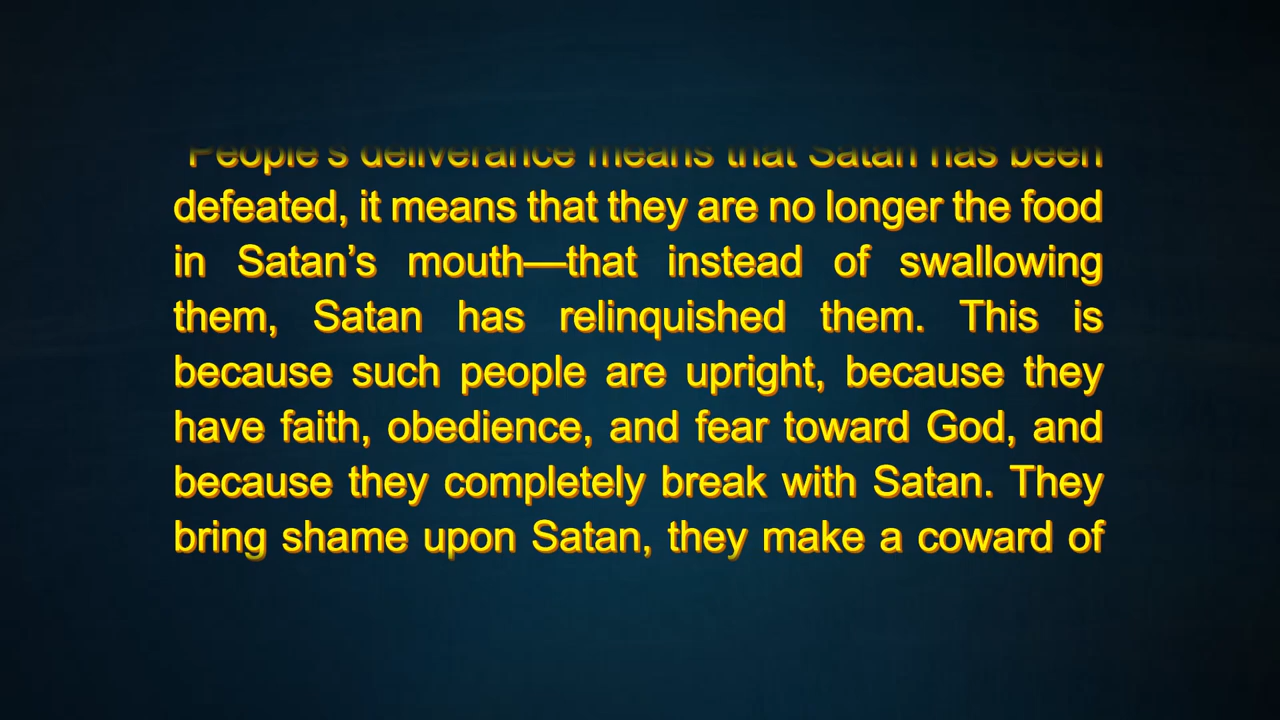 People's deliverance means that Satan has been
defeated, it means that they are no longer the food
in Satan’s mouth—that instead of swallowing
them, Satan has relinquished them. This is
because such people are upright, because they
have faith, obedience, and fear toward God, and
because they completely break with Satan. They
bring shame upon Satan, they make a coward of